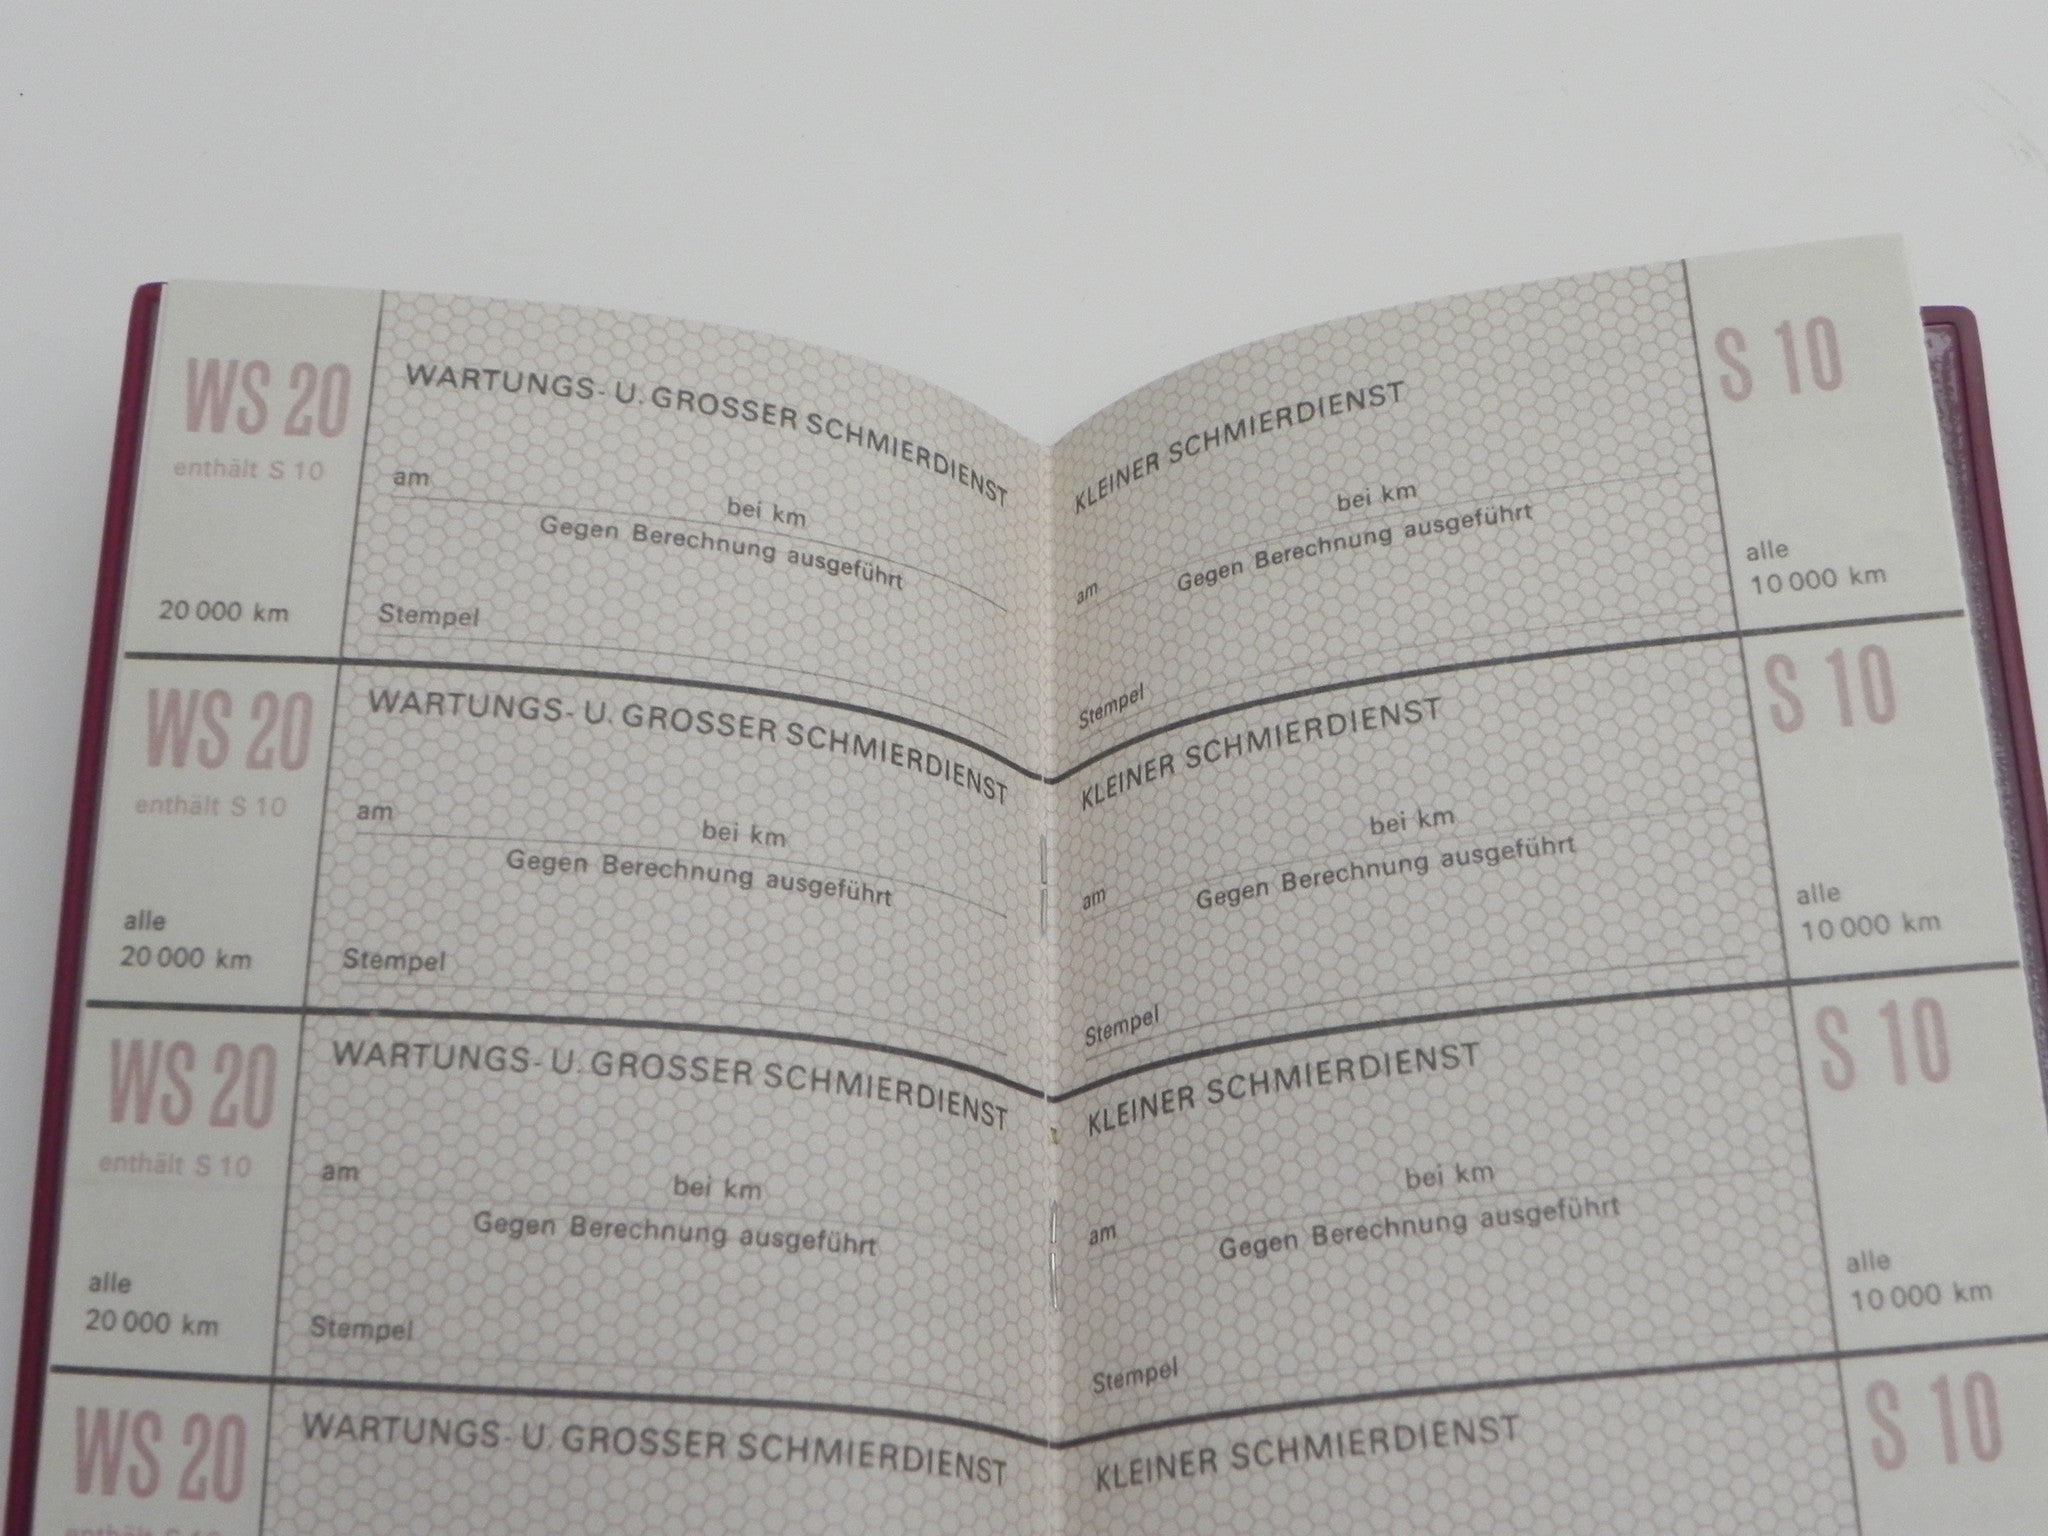 WS 20
enthält S 10
20 000 km
WARTUNGS- U. GROSSER SCHMIERDIENST
am bei km
Gegen Berechnung ausgeführt
Stempel
WS 20
enthält S 10
alle
20 000 km
WARTUNGS- U. GROSSER SCHMIERDIENST
am bei km
Gegen Berechnung ausgeführt
Stempel
WS 20
enthält S 10
alle
20 000 km
WARTUNGS- U. GROSSER SCHMIERDIENST
am bei km
Gegen Berechnung ausgeführt
Stempel
WS 20
enthält S 10
WARTUNGS- U. GROSSER SCHMIERDIENST
KLEINER SCHMIERDIENST
am bei km
Gegen Berechnung ausgeführt
Stempel
S 10
alle
10 000 km
KLEINER SCHMIERDIENST
am bei km
Gegen Berechnung ausgeführt
Stempel
S 10
alle
10 000 km
KLEINER SCHMIERDIENST
am bei km
Gegen Berechnung ausgeführt
Stempel
S 10
alle
10 000 km
KLEINER SCHMIERDIENST
S 10